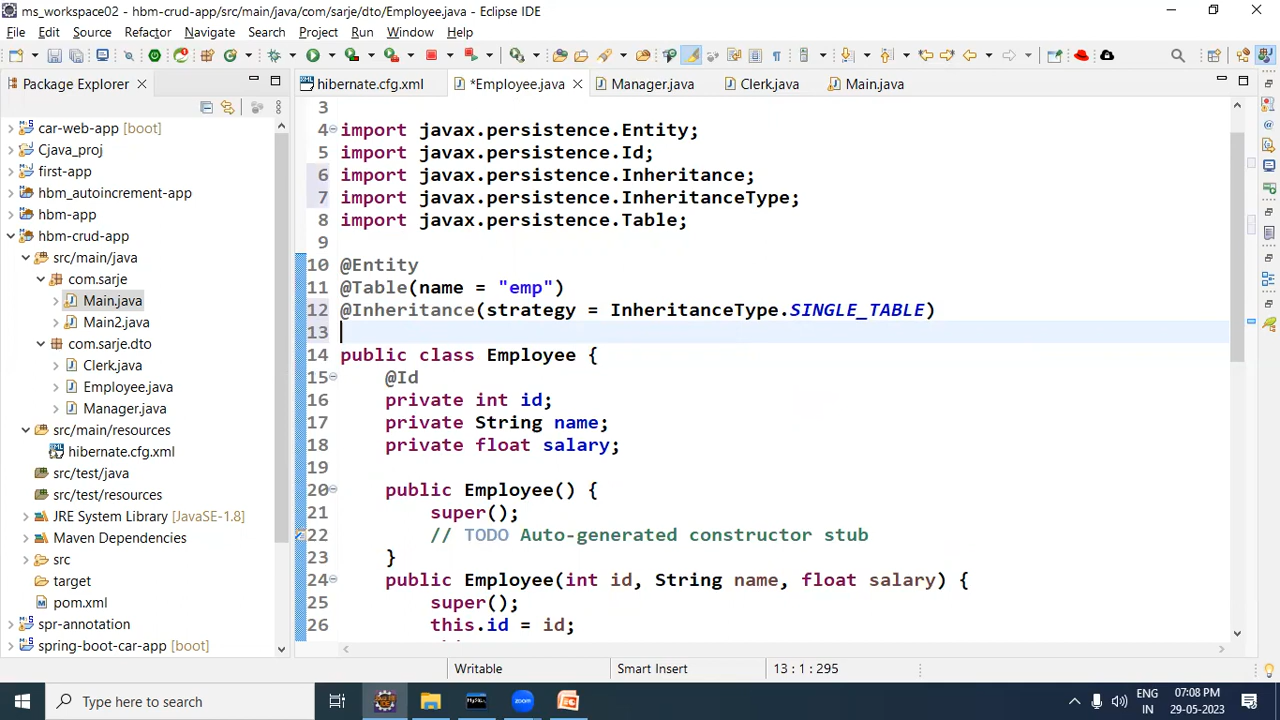 ms_workspace02 - hbm-crud-app/src/main/java/com/sarje/dto/Employee.java - Eclipse IDE
File Edit Source Refactor Navigate Search Project Run Window Help
Package Explorer
hibernate.cfg.xml *Employee.java Manager.java Clerk.java Main.java
car-web-app [boot]
Cjava_proj
first-app
hbm_autoincrement-app
hbm-app
hbm-crud-app
src/main/java
com.sarje
Main.java
Main2.java
com.sarje.dto
Clerk.java
Employee.java
Manager.java
src/main/resources
hibernate.cfg.xml
src/test/java
src/test/resources
JRE System Library [JavaSE-1.8]
Maven Dependencies
src
target
pom.xml
spr-annotation
spring-boot-car-app [boot]
3
4 import javax.persistence.Entity;
5 import javax.persistence.Id;
6 import javax.persistence.Inheritance;
7 import javax.persistence.InheritanceType;
8 import javax.persistence.Table;
9
10 @Entity
11 @Table(name = "emp")
12 @Inheritance(strategy = InheritanceType.SINGLE_TABLE)
13
14 public class Employee {
15 @Id
16 private int id;
17 private String name;
18 private float salary;
19
20 public Employee() {
21 super();
22 // TODO Auto-generated constructor stub
23 }
24 public Employee(int id, String name, float salary) {
25 super();
26 this.id = id;
Writable Smart Insert 13 : 1 : 295
Type here to search
MySQL
zoom
ENG
IN
07:08 PM
29-05-2023